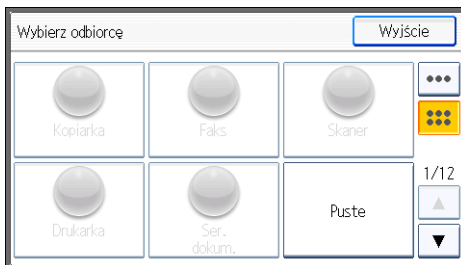 Wybierz odbiorcę
Wyjście
Kopiarka
Faks
Skaner
1/12
Drukarka
Ser.
dokum.
Puste